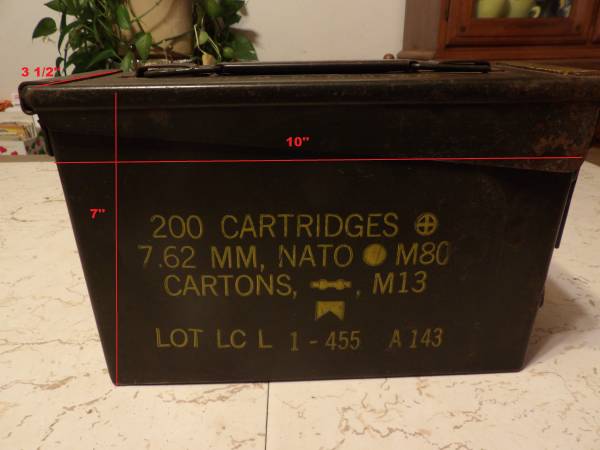 3 1/2"
10"
7"
200 CARTRIDGES
7.62 MM, NATO M80
CARTONS, , M13
LOT LC L 1-455 A 143